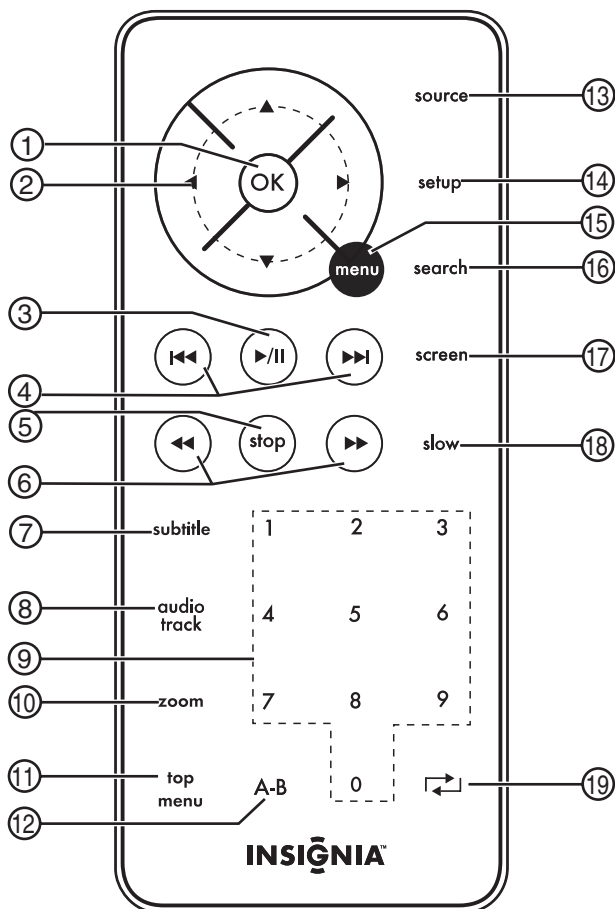 source 13
1
OK
2
setup 14
15
menu
search 16
3
▶/II
screen 17
4
5
stop
slow 18
6
7 subtitle
1 2 3
8 audio
track
4 5 6
9
10 zoom
7 8 9
11 top
menu
A-B
0
19
12
INSIGNIA™